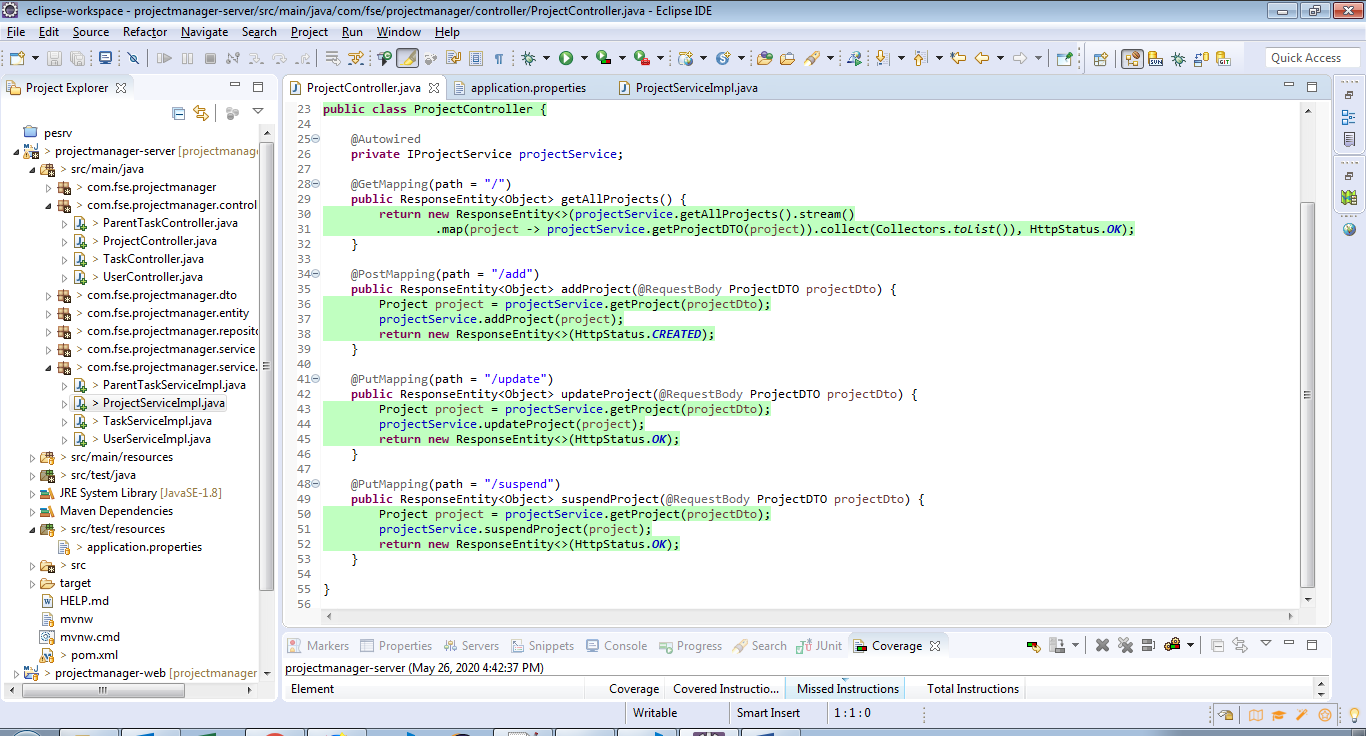 eclipse-workspace - projectmanager-server/src/main/java/com/fse/projectmanager/controller/ProjectController.java - Eclipse IDE
File Edit Source Refactor Navigate Search Project Run Window Help
Quick Access
Project Explorer
pesrv
> projectmanager-server [projectmanage
> src/main/java
> com.fse.projectmanager
> com.fse.projectmanager.control
> ParentTaskController.java
> ProjectController.java
> TaskController.java
> UserController.java
> com.fse.projectmanager.dto
> com.fse.projectmanager.entity
> com.fse.projectmanager.reposito
> com.fse.projectmanager.service
> com.fse.projectmanager.service.
> ParentTaskServiceImpl.java
> ProjectServiceImpl.java
> TaskServiceImpl.java
> UserServiceImpl.java
> src/main/resources
> src/test/java
JRE System Library [JavaSE-1.8]
Maven Dependencies
> src/test/resources
> application.properties
> src
target
HELP.md
mvnw
mvnw.cmd
> pom.xml
> projectmanager-web [projectmanager
ProjectController.java application.properties ProjectServiceImpl.java
23 public class ProjectController {
24
25 @Autowired
26 private IProjectService projectService;
27
28 @GetMapping(path = "/")
29 public ResponseEntity<Object> getAllProjects() {
30 return new ResponseEntity<>(projectService.getAllProjects().stream()
31 .map(project -> projectService.getProjectDTO(project)).collect(Collectors.toList()), HttpStatus.OK);
32 }
33
34 @PostMapping(path = "/add")
35 public ResponseEntity<Object> addProject(@RequestBody ProjectDTO projectDto) {
36 Project project = projectService.getProject(projectDto);
37 projectService.addProject(project);
38 return new ResponseEntity<>(HttpStatus.CREATED);
39 }
40
41 @PutMapping(path = "/update")
42 public ResponseEntity<Object> updateProject(@RequestBody ProjectDTO projectDto) {
43 Project project = projectService.getProject(projectDto);
44 projectService.updateProject(project);
45 return new ResponseEntity<>(HttpStatus.OK);
46 }
47
48 @PutMapping(path = "/suspend")
49 public ResponseEntity<Object> suspendProject(@RequestBody ProjectDTO projectDto) {
50 Project project = projectService.getProject(projectDto);
51 projectService.suspendProject(project);
52 return new ResponseEntity<>(HttpStatus.OK);
53 }
54
55 }
56
Markers Properties Servers Snippets Console Progress Search JUnit Coverage
projectmanager-server (May 26, 2020 4:42:37 PM)
Element Coverage Covered Instructio... Missed Instructions Total Instructions
Writable Smart Insert 1 : 1 : 0